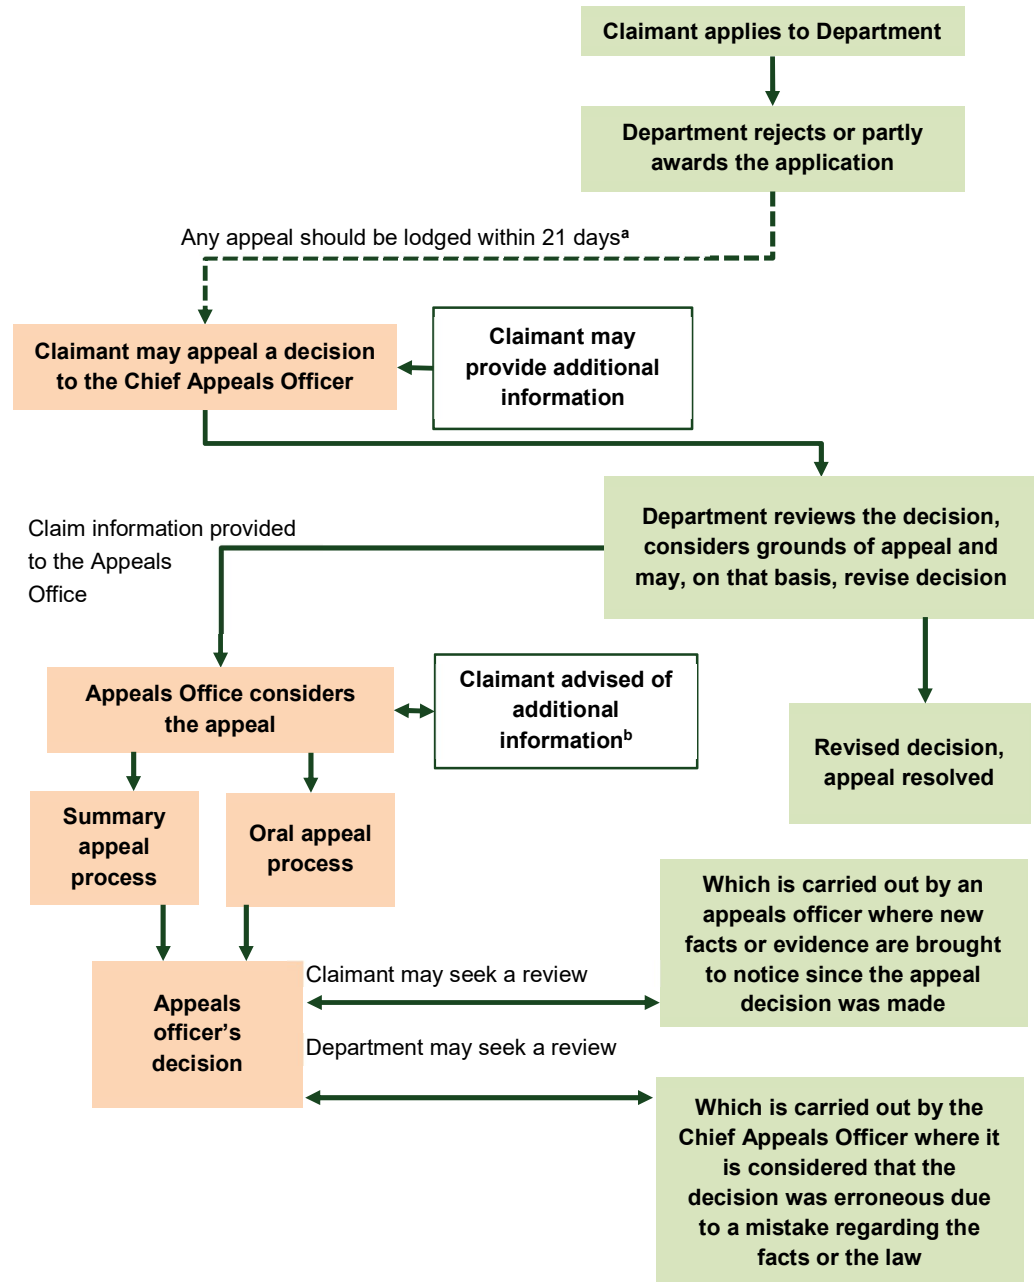 Claimant applies to Department
Department rejects or partly
awards the application
Any appeal should be lodged within 21 daysᵃ
Claimant may appeal a decision
to the Chief Appeals Officer
Claimant may
provide additional
information
Department reviews the decision,
considers grounds of appeal and
may, on that basis, revise decision
Claim information provided
to the Appeals
Office
Appeals Office considers
the appeal
Claimant advised of
additional
informationᵇ
Revised decision,
appeal resolved
Summary
appeal
process
Oral appeal
process
Which is carried out by an
appeals officer where new
facts or evidence are brought
to notice since the appeal
decision was made
Claimant may seek a review
Appeals
officer’s
decision
Department may seek a review
Which is carried out by the
Chief Appeals Officer where it
is considered that the
decision was erroneous due
to a mistake regarding the
facts or the law